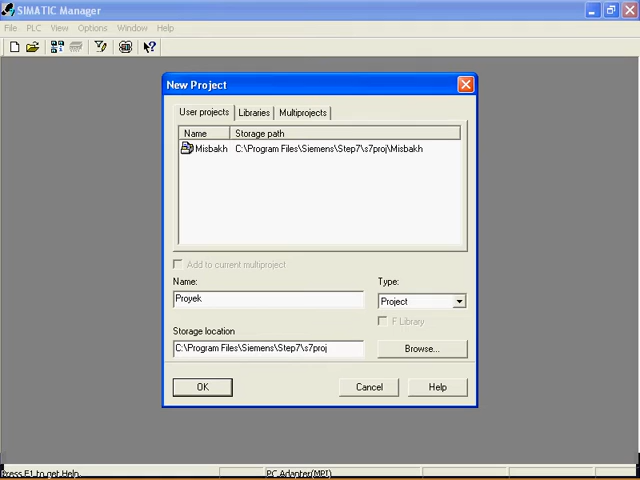 SIMATIC Manager
File PLC View Options Window Help
New Project
User projects Libraries Multiprojects
Name Storage path
Misbakh C:\Program Files\Siemens\Step7\s7proj\Misbakh
Add to current multiproject
Name: Type:
Proyek Project
F Library
Storage location
C:\Program Files\Siemens\Step7\s7proj Browse...
OK Cancel Help
Press F1 to get Help. PC Adapter(MPI)